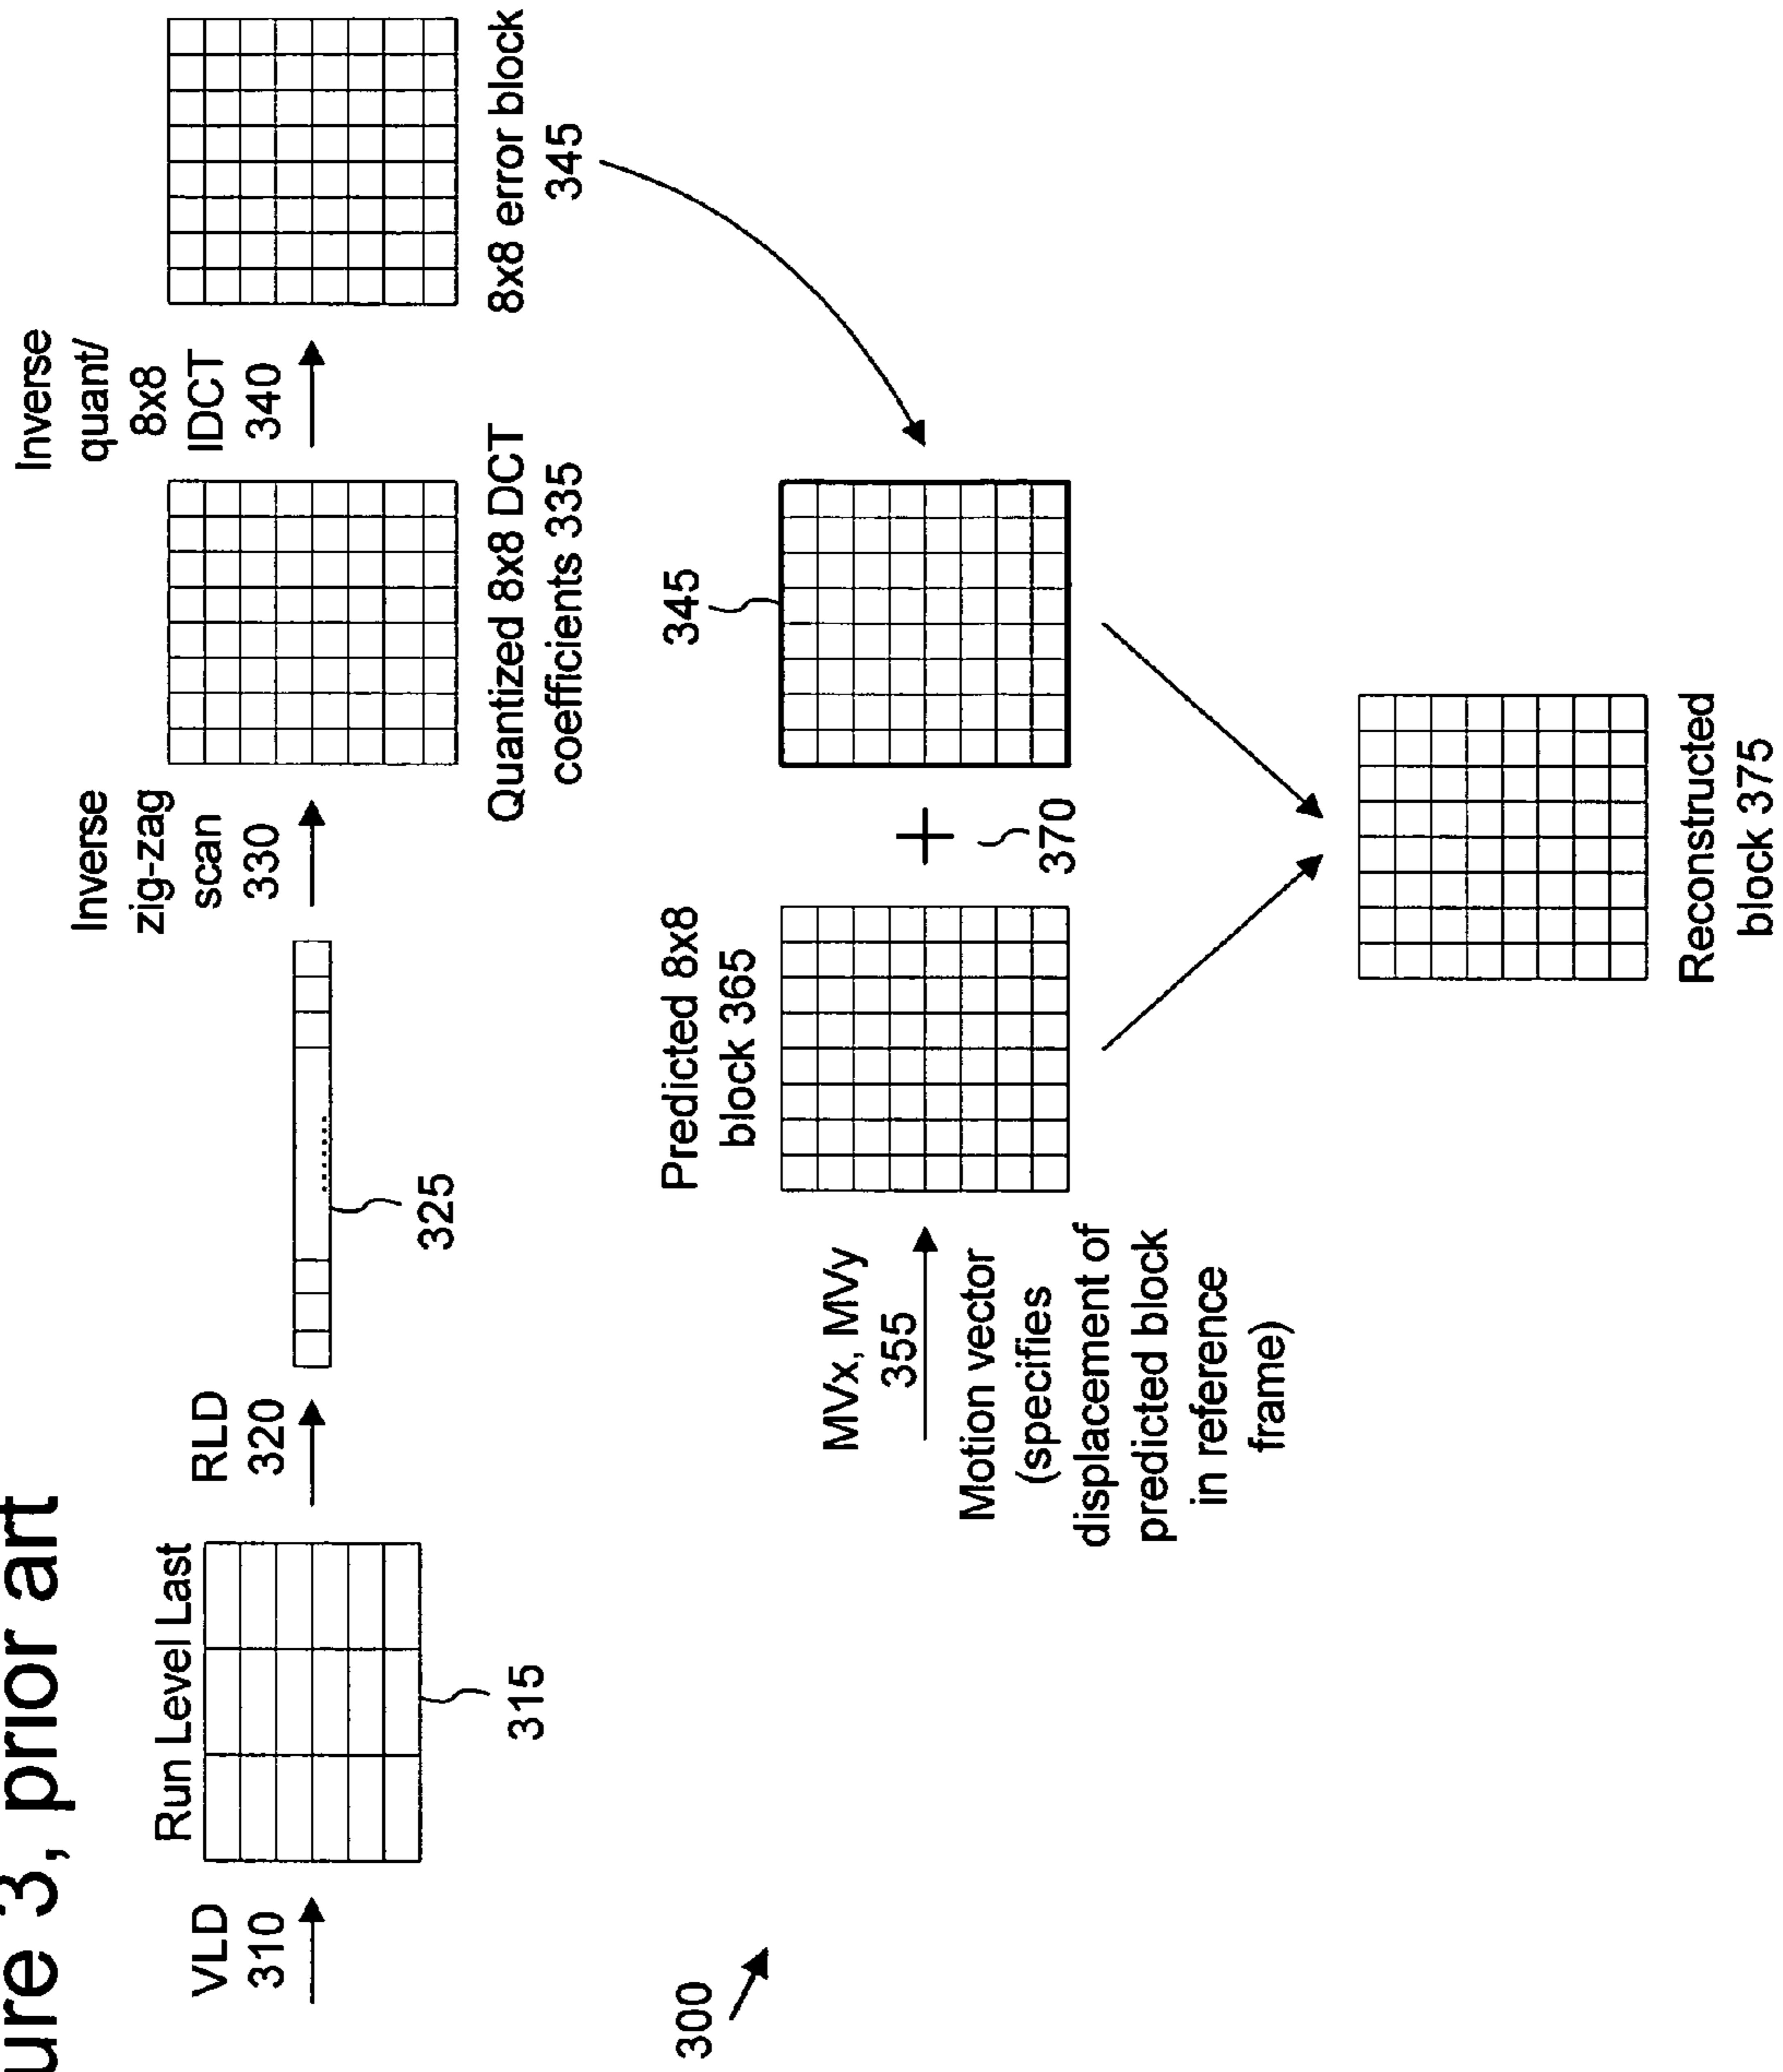 ure 3, prior art
VLD
310
Run Level Last
315
RLD
320
325
Inverse
zig-zag
scan
330
Quantized 8x8 DCT
coefficients 335
Inverse
quant/
8x8
IDCT
340
8x8 error block
345
300
MVx, MVy
355
Motion vector
(specifies
displacement of
predicted block
in reference
frame)
Predicted 8x8
block 365
370
345
Reconstructed
block 375